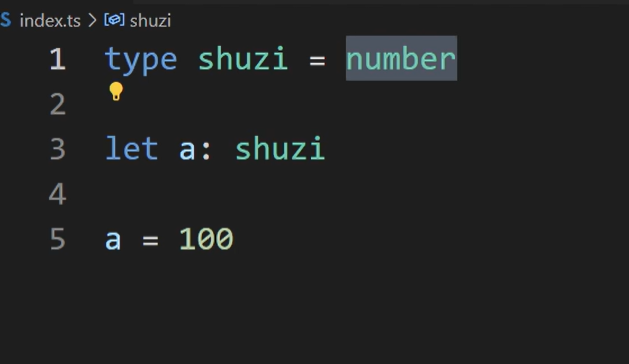 index.ts > shuzi
1 type shuzi = number
2
3 let a: shuzi
4
5 a = 100